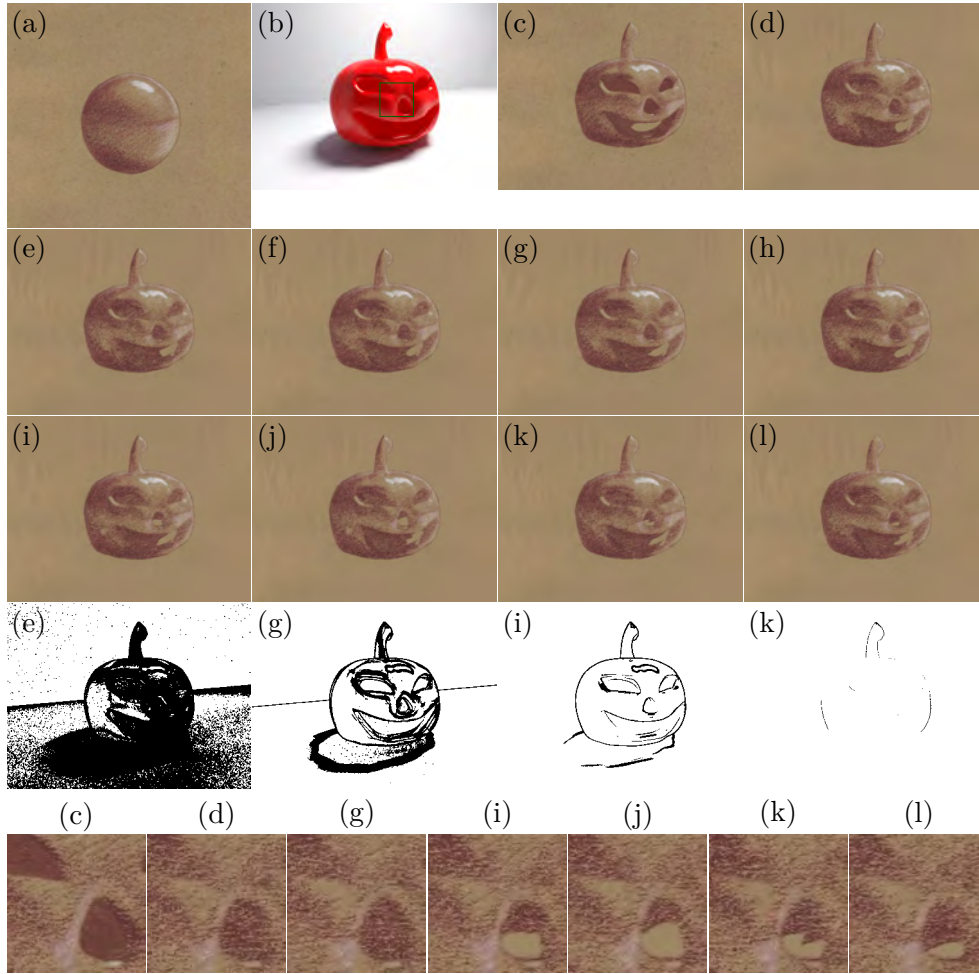 (a) (b) (c) (d)
(e) (f) (g) (h)
(i) (j) (k) (l)
(e) (g) (i) (k)
(c) (d) (g) (i) (j) (k) (l)